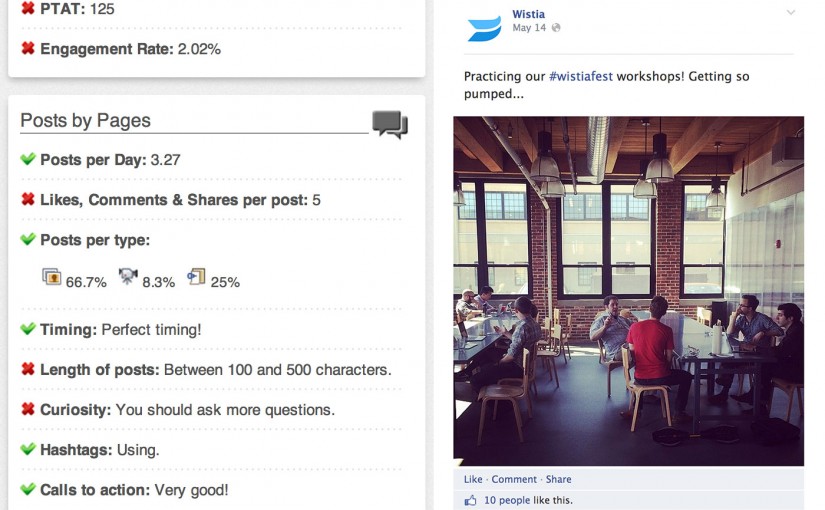 PTAT: 125
Engagement Rate: 2.02%
Posts by Pages
Posts per Day: 3.27
Likes, Comments & Shares per post: 5
Posts per type:
66.7% 8.3% 25%
Timing: Perfect timing!
Length of posts: Between 100 and 500 characters.
Curiosity: You should ask more questions.
Hashtags: Using.
Calls to action: Very good!
Wistia
May 14
Practicing our #wistiafest workshops! Getting so
pumped...
Like · Comment · Share
10 people like this.